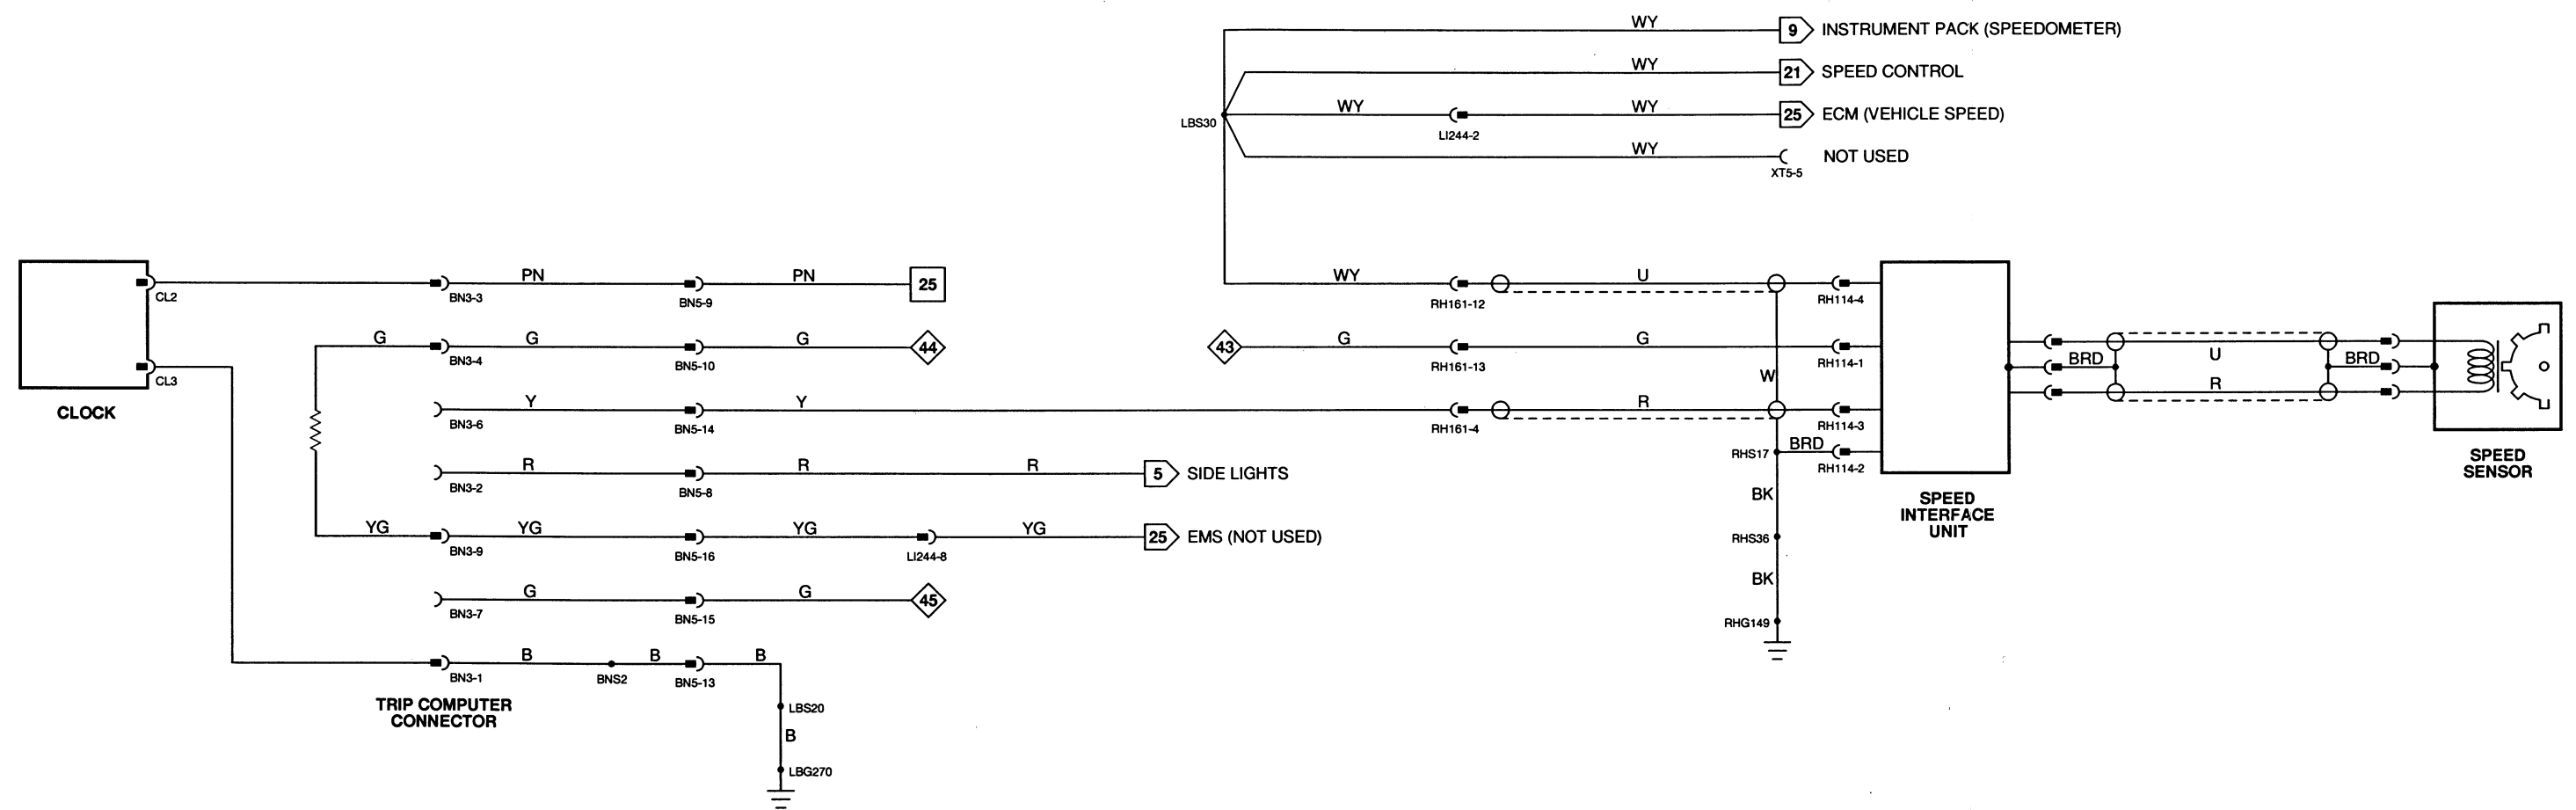 WY
9 INSTRUMENT PACK (SPEEDOMETER)
WY
21 SPEED CONTROL
WY
WY
25 ECM (VEHICLE SPEED)
LBS30
LI244-2
WY
NOT USED
XT5-5
PN
PN
25
CL2
BN3-3
BN5-9
WY
U
RH161-12
RH114-4
G
G
G
44
BN3-4
BN5-10
43
G
G
RH161-13
RH114-1
CL3
CLOCK
W
Y
Y
R
BN3-6
BN5-14
RH161-4
RH114-3
BRD
U
R
BRD
SPEED
SENSOR
RHS17
BRD
RH114-2
R
R
R
5 SIDE LIGHTS
BN3-2
BN5-8
BK
SPEED
INTERFACE
UNIT
YG
YG
YG
YG
25 EMS (NOT USED)
BN3-9
BN5-16
LI244-8
RHS36
BK
G
G
45
BN3-7
BN5-15
RHG149
B
B
B
BN3-1
BNS2
BN5-13
TRIP COMPUTER
CONNECTOR
LBS20
B
LBG270